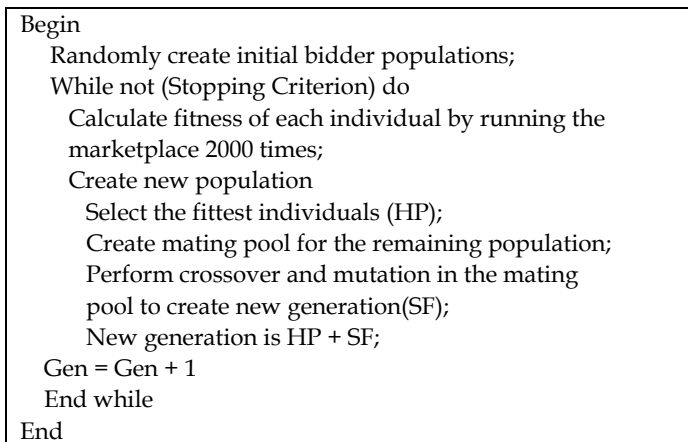 Begin
Randomly create initial bidder populations;
While not (Stopping Criterion) do
Calculate fitness of each individual by running the
marketplace 2000 times;
Create new population
Select the fittest individuals (HP);
Create mating pool for the remaining population;
Perform crossover and mutation in the mating
pool to create new generation(SF);
New generation is HP + SF;
Gen = Gen + 1
End while
End